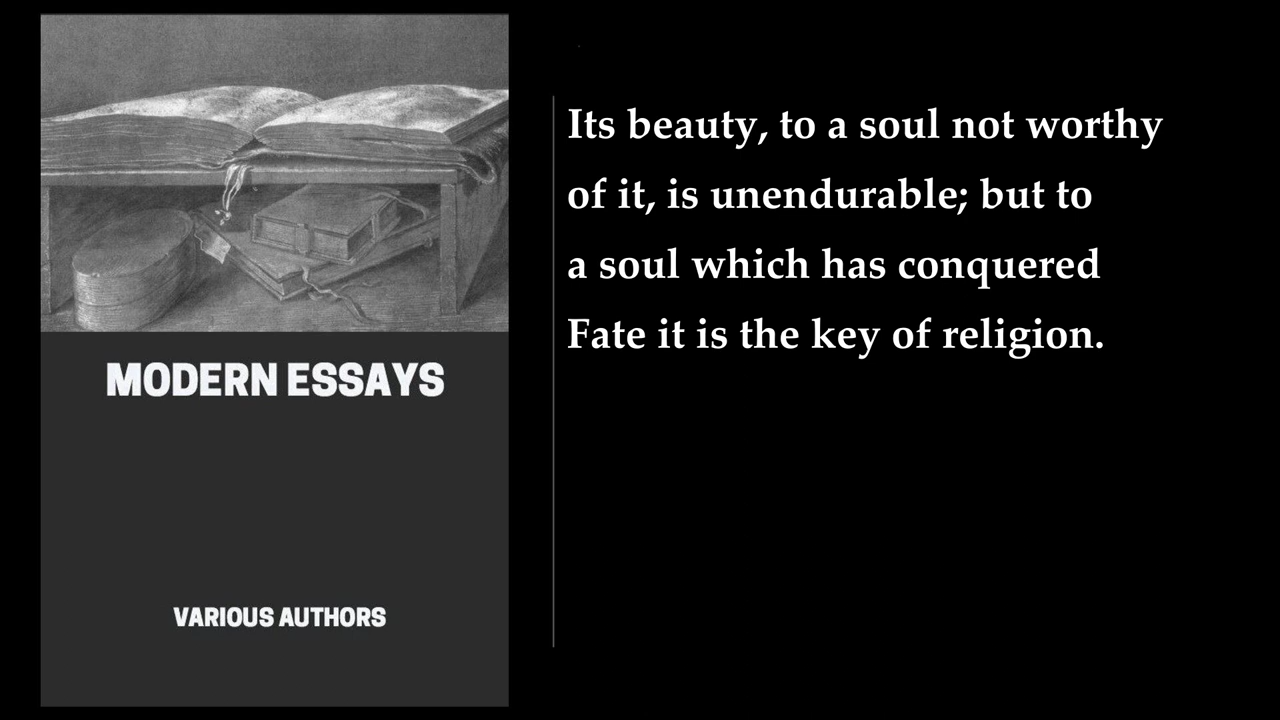 MODERN ESSAYS
VARIOUS AUTHORS
Its beauty, to a soul not worthy
of it, is unendurable; but to
a soul which has conquered
Fate it is the key of religion.